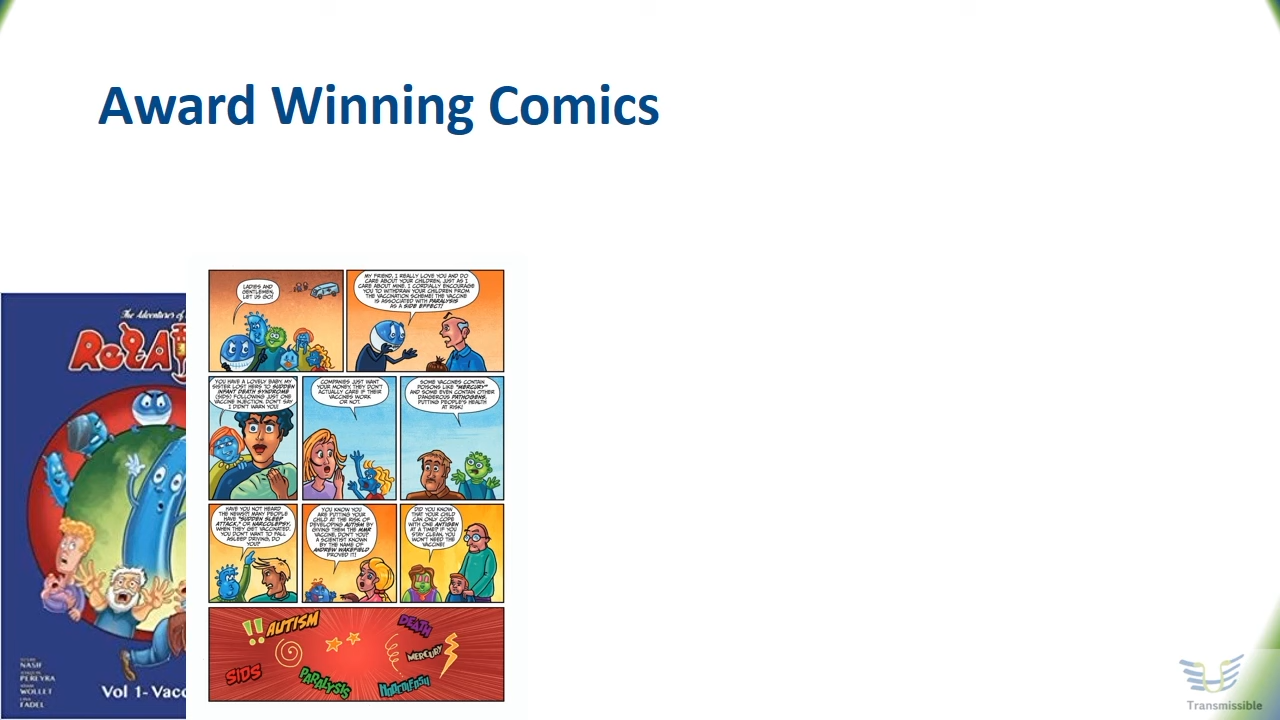 Award Winning Comics
The Adventures of
Vol 1- Vacc
NASIF
PEREYRA
WOLLET
FADEL
LADIES AND
GENTLEMEN,
LET US GO!
MY FRIEND, I REALLY LOVE YOU AND DO
CARE ABOUT YOUR CHILDREN, JUST AS I
CARE ABOUT MINE. I CORDIALLY ENCOURAGE
YOU TO WITHDRAW YOUR CHILDREN FROM
THE VACCINATION SCHEME! THE VACCINE
IS ASSOCIATED WITH PARALYSIS
AS A SIDE EFFECT!
YOU HAVE A LOVELY BABY. MY
SISTER LOST HERS TO SUDDEN
INFANT DEATH SYNDROME
(SIDS) FOLLOWING JUST ONE
VACCINE INJECTION. DON'T SAY
I DIDN'T WARN YOU!
COMPANIES JUST WANT
YOUR MONEY, THEY DON'T
ACTUALLY CARE IF THEIR
VACCINES WORK
OR NOT.
SOME VACCINES CONTAIN
POISONS LIKE "MERCURY"
AND SOME EVEN CONTAIN OTHER
DANGEROUS PATHOGENS,
PUTTING PEOPLE'S HEALTH
AT RISK!
HAVE YOU NOT HEARD
THE NEWS?! MANY PEOPLE
HAVE "SUDDEN SLEEP
ATTACK," OR NARCOLEPSY,
WHEN THEY GET VACCINATED.
YOU DON'T WANT TO FALL
ASLEEP DRIVING, DO
YOU?
YOU KNOW YOU
ARE PUTTING YOUR
CHILD AT THE RISK OF
DEVELOPING AUTISM BY
GIVING THEM THE MMR
VACCINE, DON'T YOU?
A SCIENTIST KNOWN
BY THE NAME OF
ANDREW WAKEFIELD
PROVED IT!
DID YOU KNOW
THAT YOUR CHILD
CAN ONLY COPE
WITH ONE ANTIGEN
AT A TIME? IF YOU
STAY CLEAN, YOU
WON'T NEED THE
VACCINE!
!! AUTISM
DEATH
MERCURY
SIDS
PARALYSIS
NARCOLEPSY
Transmissible